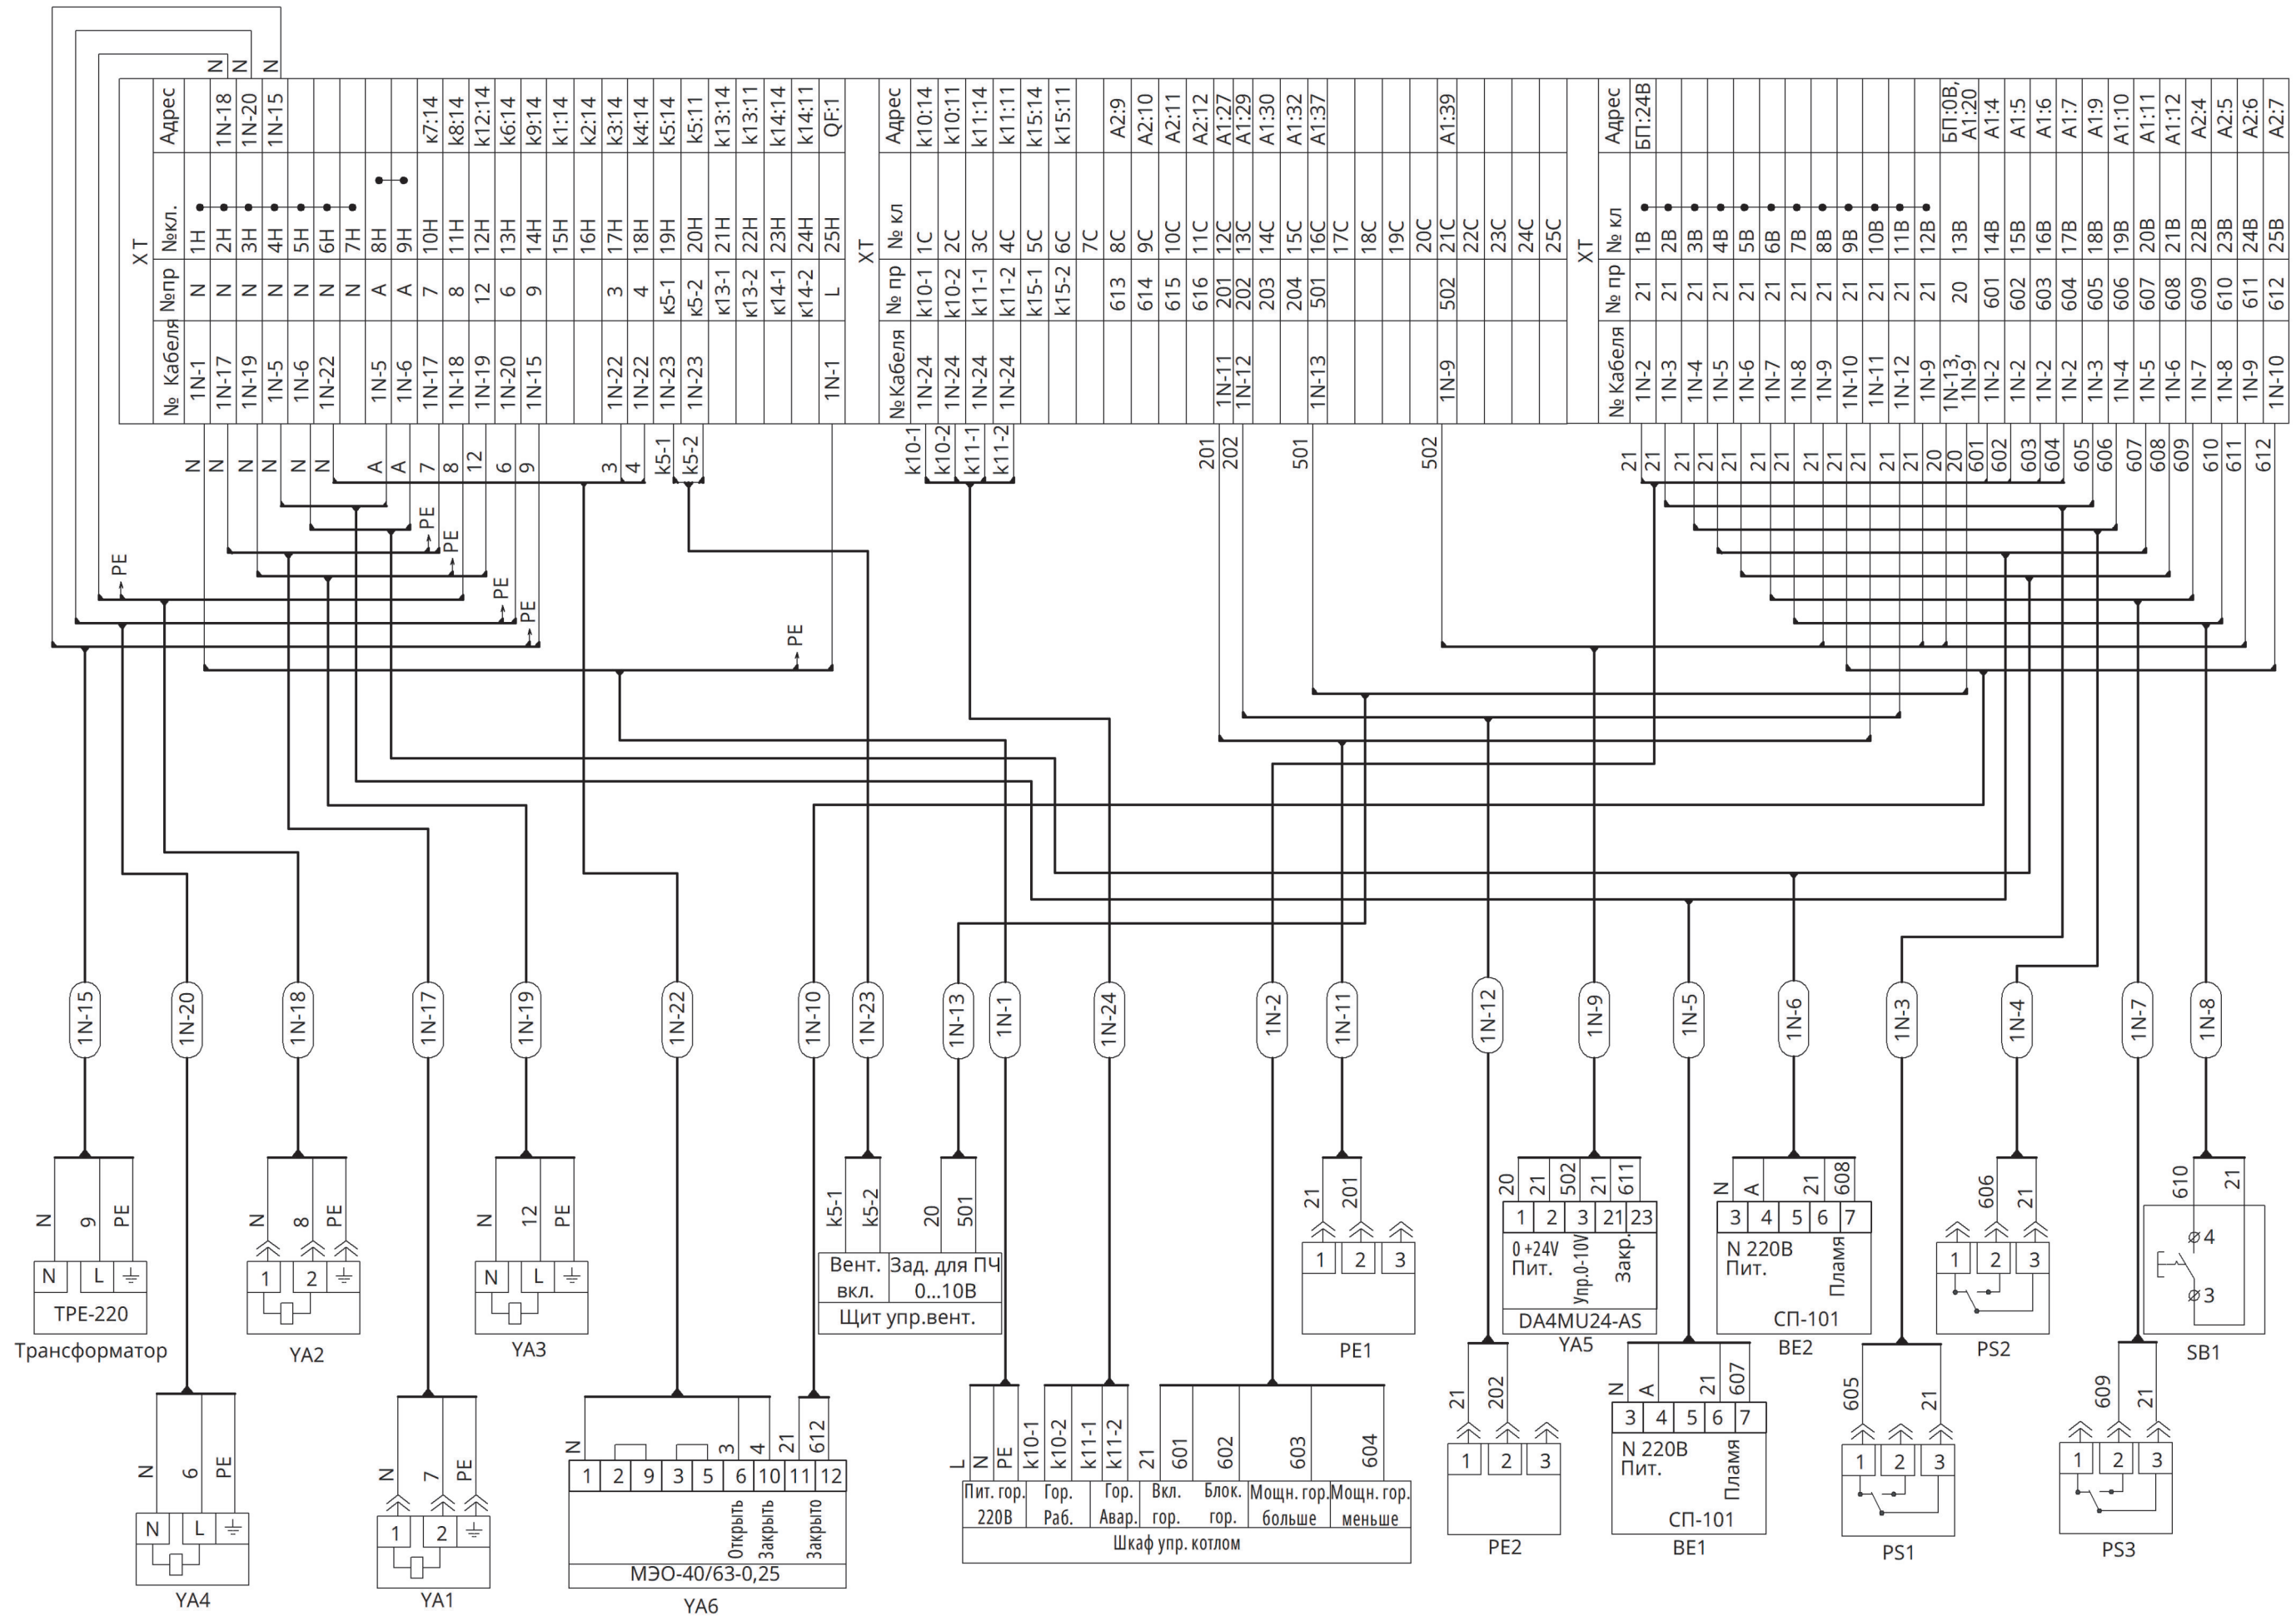 N N N
Адрес 1N-18 1N-20 1N-15 к7:14 k8:14 k12:14 k6:14 k9:14 k1:14 k2:14 k3:14 k4:14 k5:14 k5:11 k13:14 k13:11 k14:14 k14:11 QF:1
XT №кл. 1Н 2Н 3Н 4Н 5Н 6Н 7Н 8Н 9Н 10Н 11Н 12Н 13Н 14Н 15Н 16Н 17Н 18Н 19Н 20Н 21Н 22Н 23Н 24Н 25Н
№пр N N N N N N N A A 7 8 12 6 9 3 4 к5-1 к5-2 к13-1 к13-2 к14-1 к14-2 L
№ Кабеля 1N-1 1N-17 1N-19 1N-5 1N-6 1N-22 1N-5 1N-6 1N-17 1N-18 1N-19 1N-20 1N-15 1N-22 1N-22 1N-23 1N-23 1N-1
Адрес k10:14 k10:11 k11:14 k11:11 k15:14 k15:11 A2:9 A2:10 A2:11 A2:12 A1:27 A1:29 A1:30 A1:32 A1:37 A1:39
XT № кл 1С 2С 3С 4С 5С 6С 7С 8С 9С 10С 11С 12С 13С 14С 15С 16С 17С 18С 19С 20С 21С 22С 23С 24С 25С
№ пр k10-1 k10-2 k11-1 k11-2 k15-1 k15-2 613 614 615 616 201 202 203 204 501 502
№Кабеля 1N-24 1N-24 1N-24 1N-24 1N-11 1N-12 1N-13 1N-9
Адрес БП:24В БП:0В, A1:20 A1:4 A1:5 A1:6 A1:7 A1:9 A1:10 A1:11 A1:12 A2:4 A2:5 A2:6 A2:7
XT № кл 1В 2В 3В 4В 5В 6В 7В 8В 9В 10В 11В 12В 13В 14В 15В 16В 17В 18В 19В 20В 21В 22В 23В 24В 25В
№ пр 21 21 21 21 21 21 21 21 21 21 21 21 20 601 602 603 604 605 606 607 608 609 610 611 612
№ Кабеля 1N-2 1N-3 1N-4 1N-5 1N-6 1N-7 1N-8 1N-9 1N-10 1N-11 1N-12 1N-9 1N-13, 1N-9 1N-2 1N-2 1N-2 1N-2 1N-3 1N-4 1N-5 1N-6 1N-7 1N-8 1N-9 1N-10
N N N N N N A A 7 8 12 6 9 3 4 k5-1 k5-2
k10-1 k10-2 k11-1 k11-2 201 202 501 502
21 21 21 21 21 21 21 21 21 21 21 21 20 20 601 602 603 604 605 606 607 608 609 610 611 612
PE PE PE PE PE PE
1N-15 1N-20 1N-18 1N-17 1N-19 1N-22 1N-10 1N-23 1N-13 1N-1 1N-24 1N-2 1N-11 1N-12 1N-9 1N-5 1N-6 1N-3 1N-4 1N-7 1N-8
N 9 PE
N L
TPE-220
Трансформатор
N 8 PE
1 2
YA2
N 12 PE
N L
YA3
k5-1 k5-2 20 501
Вент. вкл.
Зад. для ПЧ
0...10В
Щит упр.вент.
21 201
1 2 3
PE1
20 21 502 21 611
1 2 3 21 23
0 +24V
Пит.
Упр.0-10V
Закр.
DA4MU24-AS
YA5
N A 21 608
3 4 5 6 7
N 220В
Пит.
Пламя
СП-101
BE2
606 21
1 2 3
PS2
610 21
4
3
SB1
N 6 PE
N L
YA4
N 7 PE
1 2
YA1
N 3 4 21 612
1 2 9 3 5 6 10 11 12
Открыть
Закрыть
Закрыто
МЭО-40/63-0,25
YA6
L N PE k10-1 k10-2 k11-1 k11-2 21 601 602 603 604
Пит. гор. Гор. Гор. Вкл. Блок. Мощн. гор. Мощн. гор.
220В Раб. Авар. гор. гор. больше меньше
Шкаф упр. котлом
21 202
1 2 3
PE2
N A 21 607
3 4 5 6 7
N 220В
Пит.
Пламя
СП-101
BE1
605 21
1 2 3
PS1
609 21
1 2 3
PS3